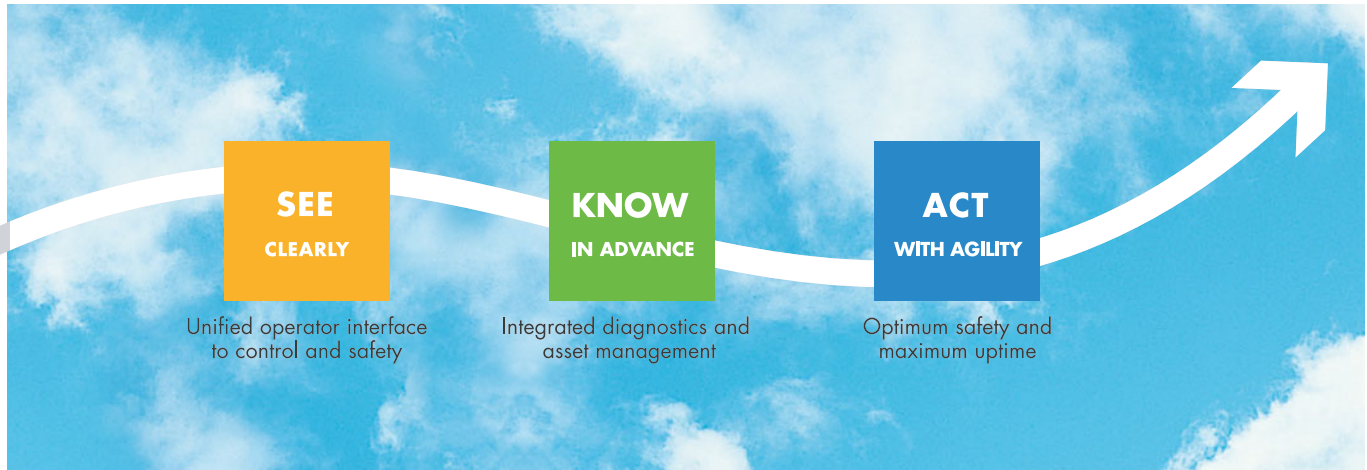 SEE
CLEARLY
Unified operator interface
to control and safety
KNOW
IN ADVANCE
Integrated diagnostics and
asset management
ACT
WITH AGILITY
Optimum safety and
maximum uptime